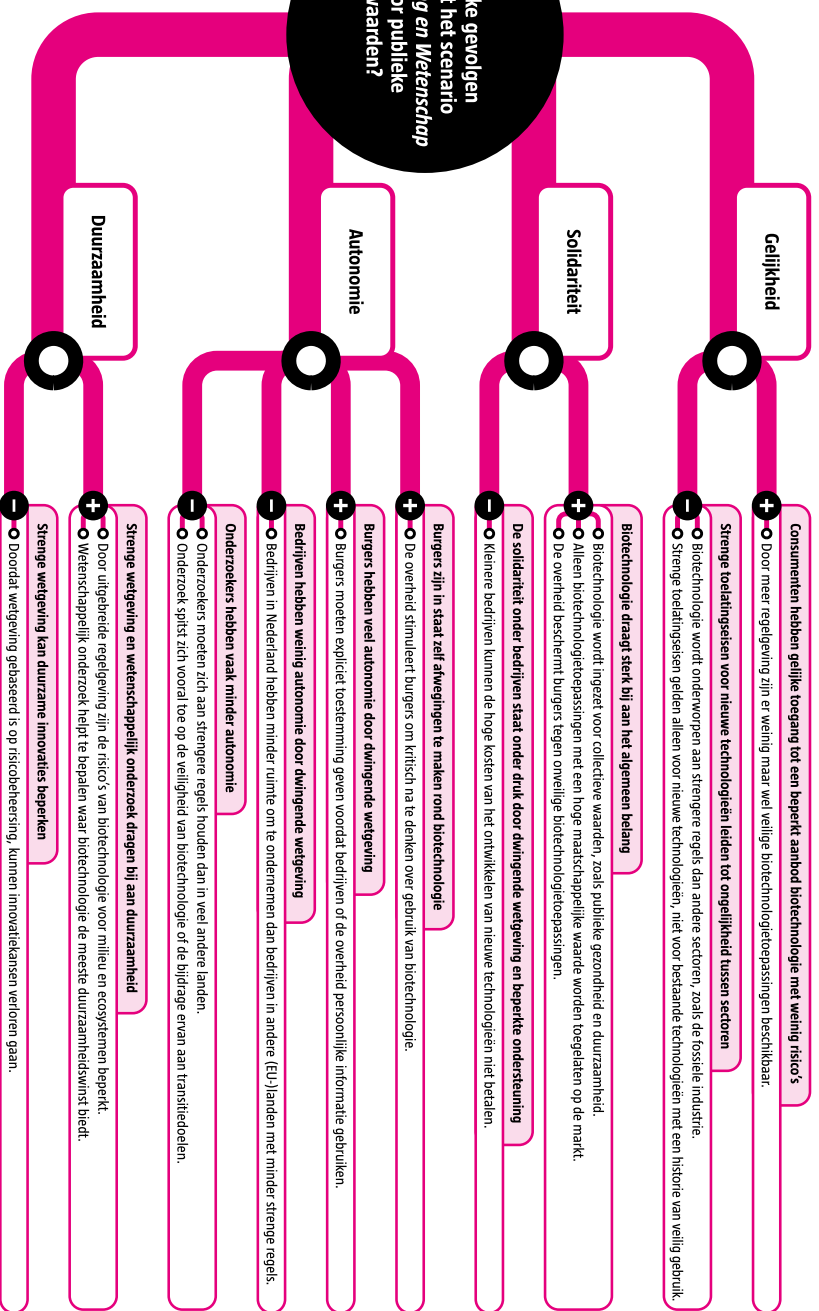 ke gevolgen
t het scenario
g en Wetenschap
or publieke
waarden?
Gelijkheid
Consumenten hebben gelijke toegang tot een beperkt aanbod biotechnologie met weinig risico's
Door meer regelgeving zijn er weinig maar wel veilige biotechnologietoepassingen beschikbaar.
Strenge toelatingseisen voor nieuwe technologieën leiden tot ongelijkheid tussen sectoren
Biotechnologie wordt onderworpen aan strengere regels dan andere sectoren, zoals de fossiele industrie.
Strenge toelatingseisen gelden alleen voor nieuwe technologieën, niet voor bestaande technologieën met een historie van veilig gebruik.
Solidariteit
Biotechnologie draagt sterk bij aan het algemeen belang
Biotechnologie wordt ingezet voor collectieve waarden, zoals publieke gezondheid en duurzaamheid.
Alleen biotechnologietoepassingen met een hoge maatschappelijke waarde worden toegelaten op de markt.
De overheid beschermt burgers tegen onveilige biotechnologietoepassingen.
De solidariteit onder bedrijven staat onder druk door dwingende wetgeving en beperkte ondersteuning
Kleinere bedrijven kunnen de hoge kosten van het ontwikkelen van nieuwe technologieën niet betalen.
Autonomie
Burgers zijn in staat zelf afwegingen te maken rond biotechnologie
De overheid stimuleert burgers om kritisch na te denken over gebruik van biotechnologie.
Burgers hebben veel autonomie door dwingende wetgeving
Burgers moeten expliciet toestemming geven voordat bedrijven of de overheid persoonlijke informatie gebruiken.
Bedrijven hebben weinig autonomie door dwingende wetgeving
Bedrijven in Nederland hebben minder ruimte om te ondernemen dan bedrijven in andere (EU-)landen met minder strenge regels.
Onderzoekers hebben vaak minder autonomie
Onderzoekers moeten zich aan strengere regels houden dan in veel andere landen.
Onderzoek spitst zich vooral toe op de veiligheid van biotechnologie of de bijdrage ervan aan transitiedoelen.
Duurzaamheid
Strenge wetgeving en wetenschappelijk onderzoek dragen bij aan duurzaamheid
Door uitgebreide regelgeving zijn de risico's van biotechnologie voor milieu en ecosystemen beperkt.
Wetenschappelijk onderzoek helpt te bepalen waar biotechnologie de meeste duurzaamheidswinst biedt.
Strenge wetgeving kan duurzame innovaties beperken
Doordat wetgeving gebaseerd is op risicobeheersing, kunnen innovatiekansen verloren gaan.